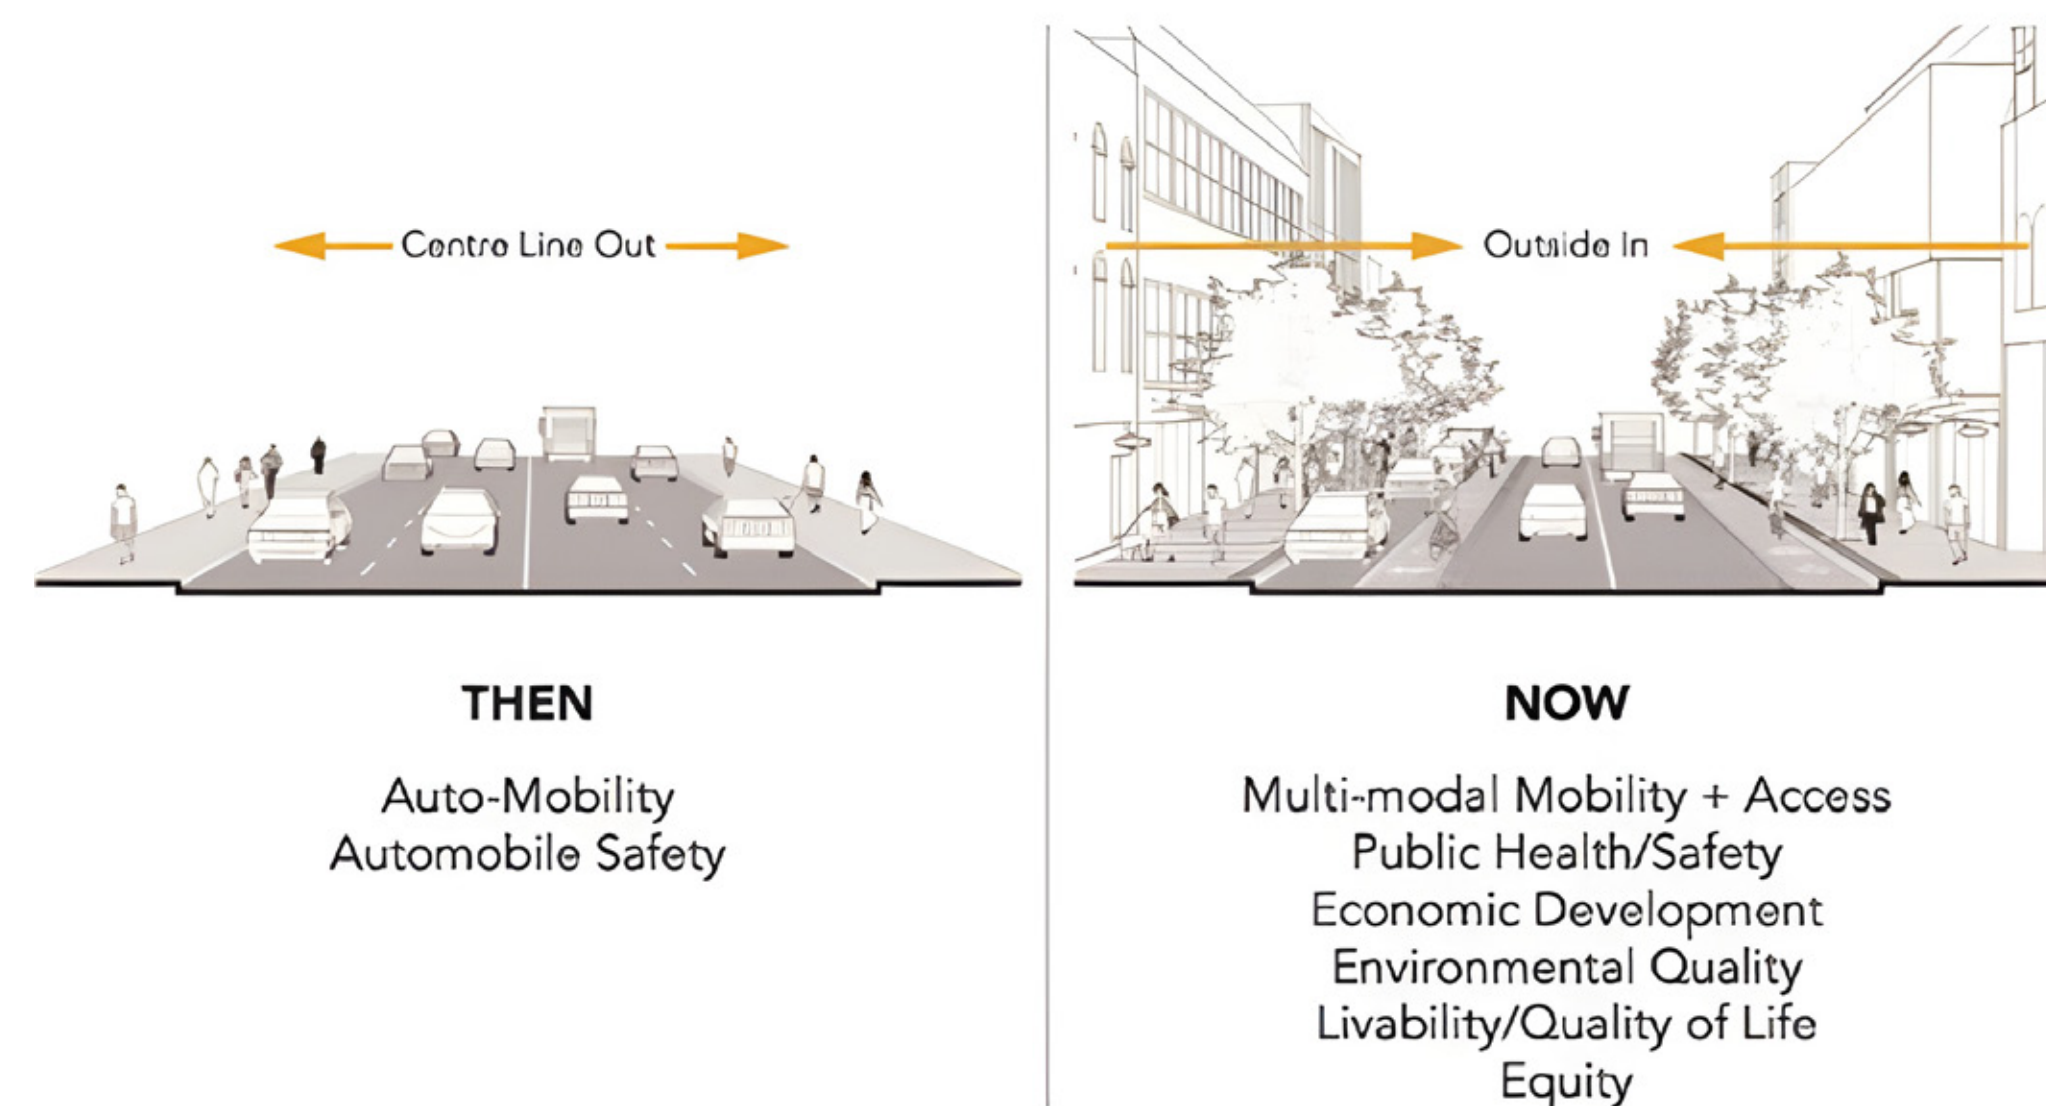 Centre Line Out
Outside In
THEN
NOW
Auto-Mobility
Automobile Safety
Multi-modal Mobility + Access
Public Health/Safety
Economic Development
Environmental Quality
Livability/Quality of Life
Equity